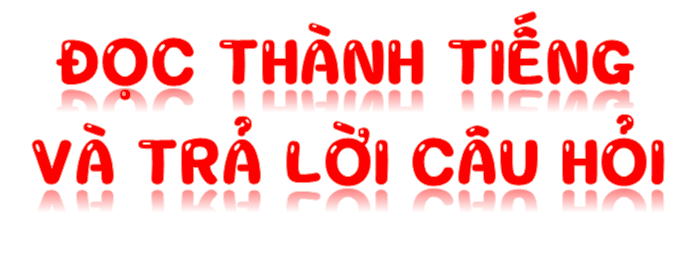 ĐỌC THÀNH TIẾNG
VÀ TRẢ LỜI CÂU HỎI